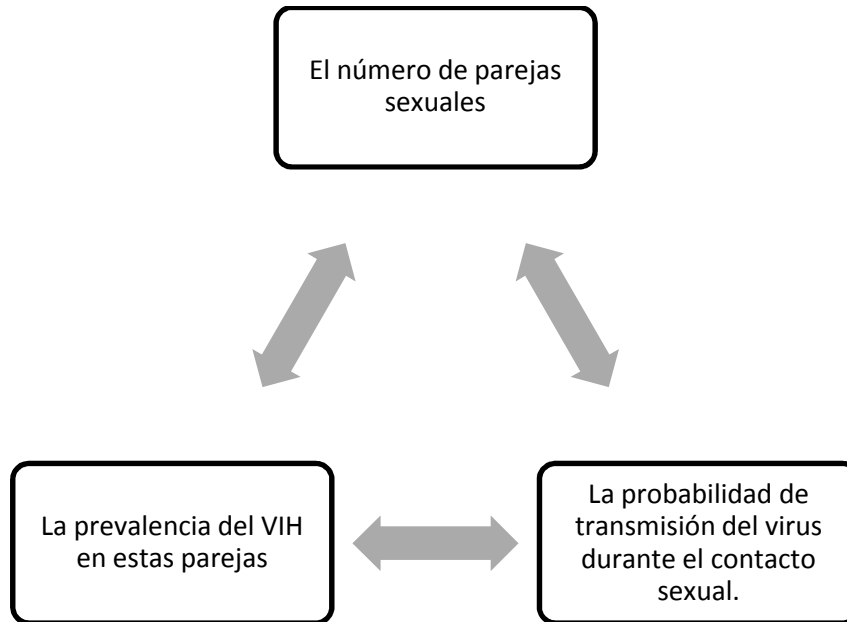 El número de parejas
sexuales
La prevalencia del VIH
en estas parejas
La probabilidad de
transmisión del virus
durante el contacto
sexual.